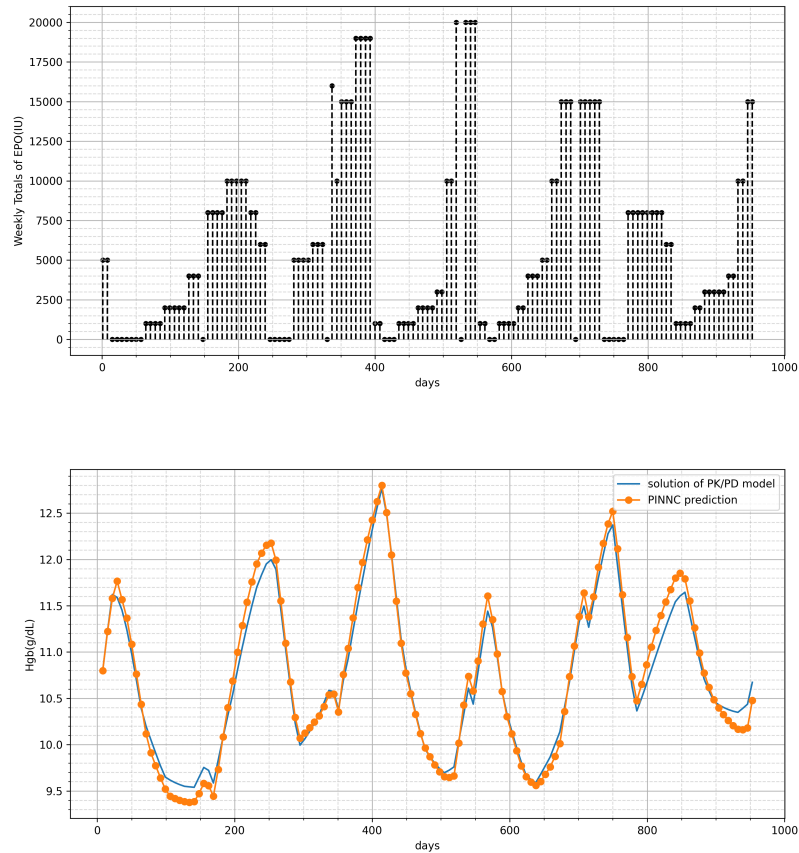 Weekly Totals of EPO(IU)
20000
17500
15000
12500
10000
7500
5000
2500
0
0 200 400 600 800 1000
days
Hgb(g/dL)
12.5
12.0
11.5
11.0
10.5
10.0
9.5
solution of PK/PD model
PINNC prediction
0 200 400 600 800 1000
days